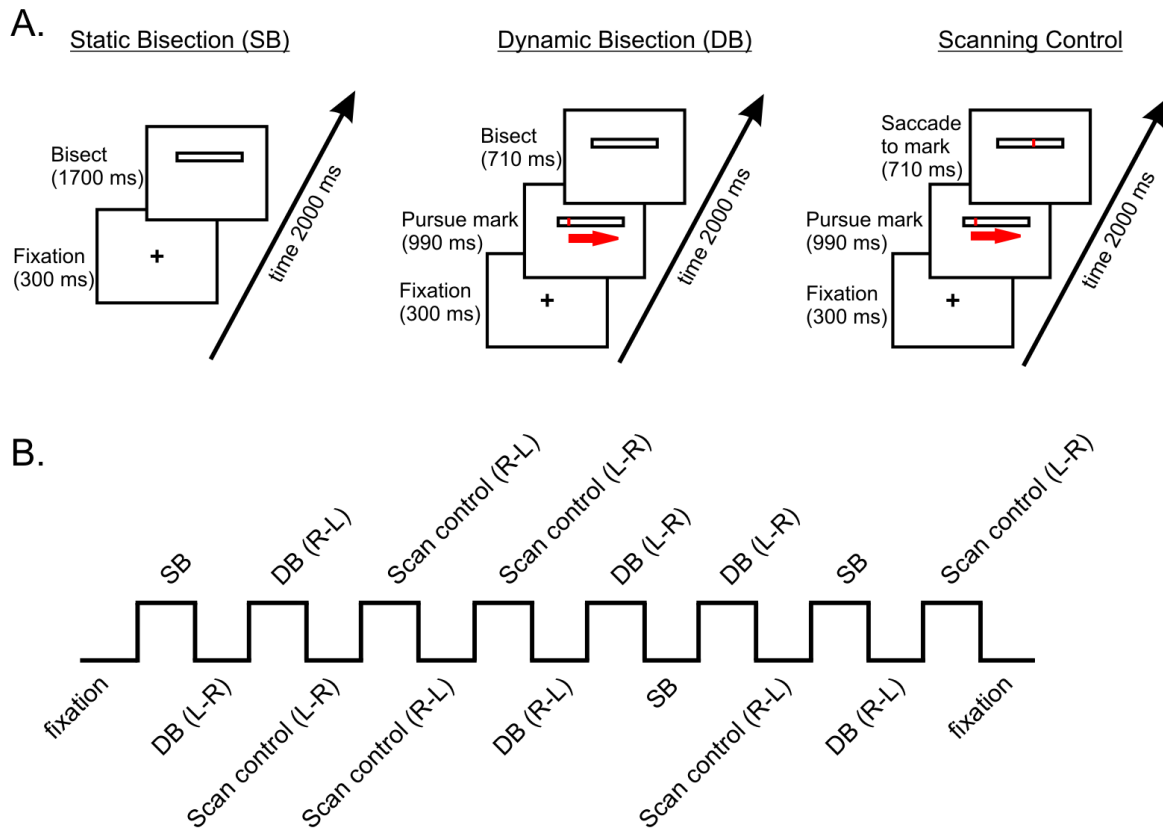 A.
Static Bisection (SB)
Bisect
(1700 ms)
Fixation
(300 ms)
time 2000 ms
Dynamic Bisection (DB)
Bisect
(710 ms)
Pursue mark
(990 ms)
Fixation
(300 ms)
time 2000 ms
Scanning Control
Saccade
to mark
(710 ms)
Pursue mark
(990 ms)
Fixation
(300 ms)
time 2000 ms
B.
fixation
SB
DB (L-R)
DB (R-L)
Scan control (L-R)
Scan control (R-L)
Scan control (R-L)
Scan control (L-R)
DB (R-L)
DB (L-R)
SB
DB (L-R)
Scan control (R-L)
SB
DB (R-L)
Scan control (L-R)
fixation